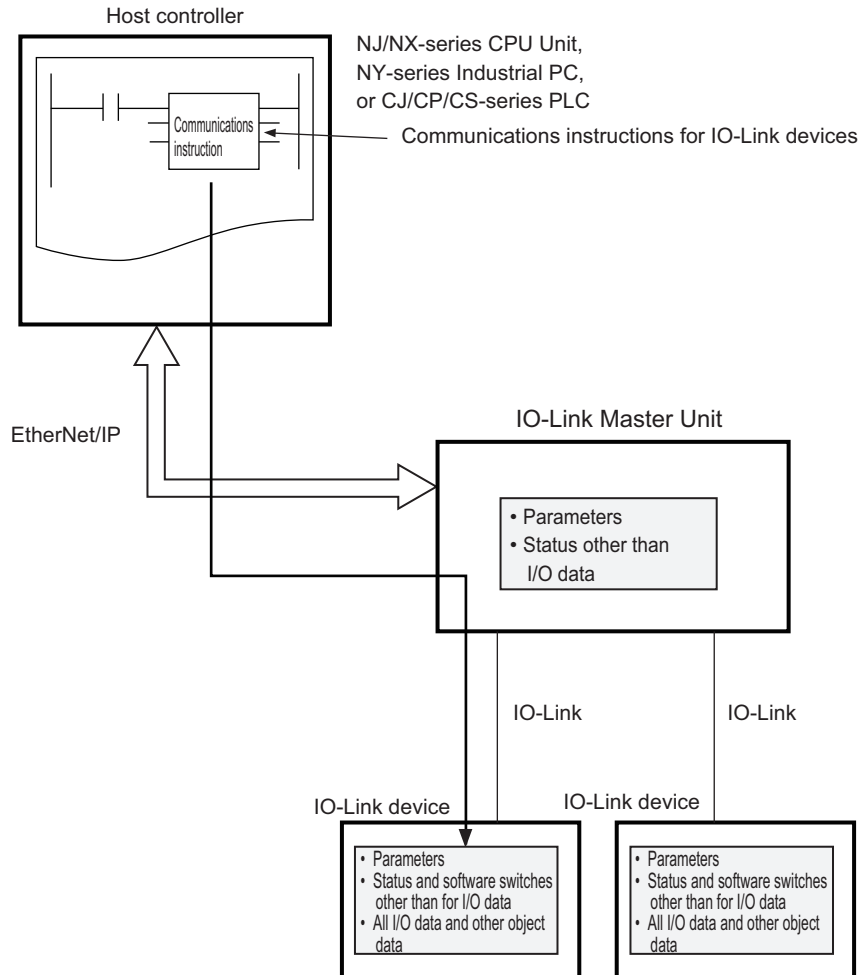 Host controller
NJ/NX-series CPU Unit,
NY-series Industrial PC,
or CJ/CP/CS-series PLC
Communications
instruction
Communications instructions for IO-Link devices
EtherNet/IP
IO-Link Master Unit
• Parameters
• Status other than
I/O data
IO-Link
IO-Link
IO-Link device
• Parameters
• Status and software switches
other than for I/O data
• All I/O data and other object
data
IO-Link device
• Parameters
• Status and software switches
other than for I/O data
• All I/O data and other object
data